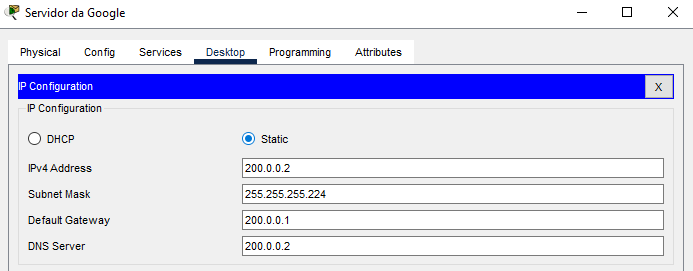 Servidor da Google
Physical Config Services Desktop Programming Attributes
IP Configuration X
IP Configuration
DHCP Static
IPv4 Address 200.0.0.2
Subnet Mask 255.255.255.224
Default Gateway 200.0.0.1
DNS Server 200.0.0.2